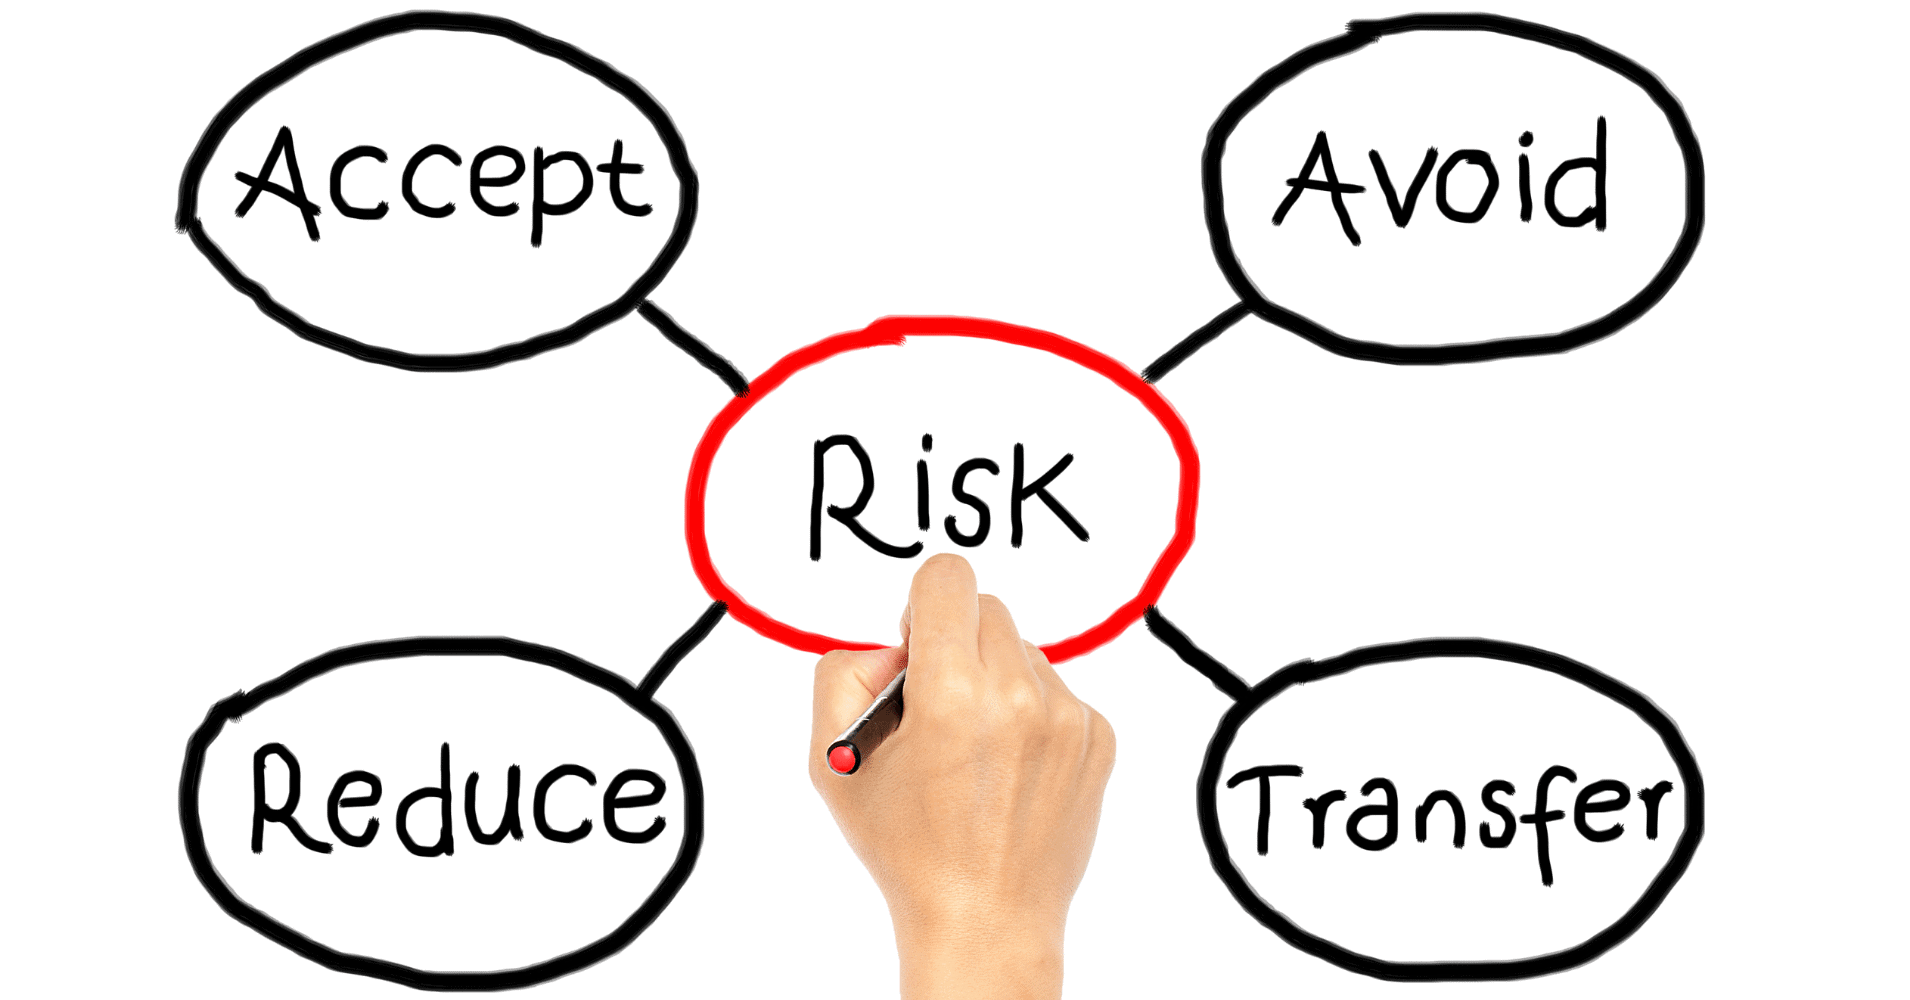 Accept
Avoid
Risk
Reduce
Transfer